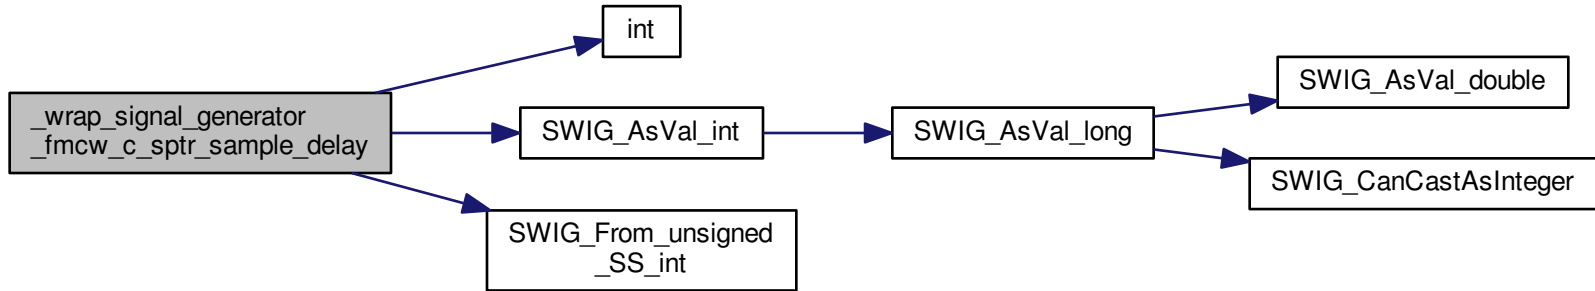 int
_wrap_signal_generator
_fmcw_c_sptr_sample_delay
SWIG_AsVal_int
SWIG_From_unsigned
_SS_int
SWIG_AsVal_long
SWIG_AsVal_double
SWIG_CanCastAsInteger